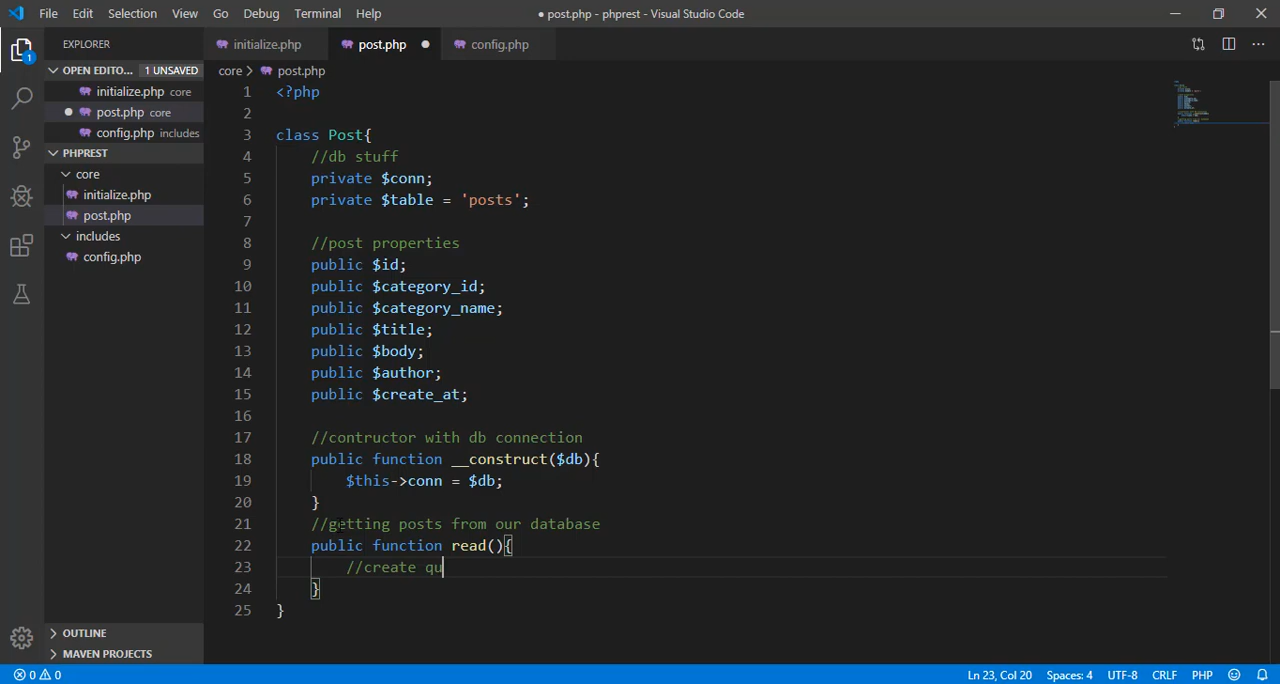 File Edit Selection View Go Debug Terminal Help
● post.php - phprest - Visual Studio Code
EXPLORER
initialize.php
post.php
config.php
OPEN EDITO... 1 UNSAVED
initialize.php core
post.php core
config.php includes
PHPREST
core
initialize.php
post.php
includes
config.php
OUTLINE
MAVEN PROJECTS
1
core > post.php
1 <?php
2
3 class Post{
4 //db stuff
5 private $conn;
6 private $table = 'posts';
7
8 //post properties
9 public $id;
10 public $category_id;
11 public $category_name;
12 public $title;
13 public $body;
14 public $author;
15 public $create_at;
16
17 //contructor with db connection
18 public function __construct($db){
19 $this->conn = $db;
20 }
21 //getting posts from our database
22 public function read(){
23 //create qu
24 }
25 }
0 0 Ln 23, Col 20 Spaces: 4 UTF-8 CRLF PHP